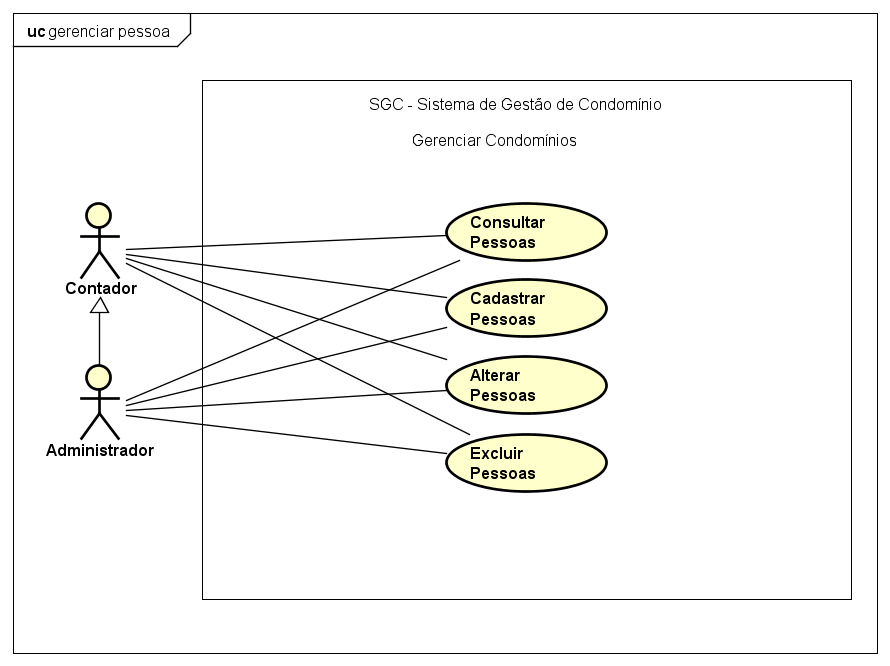 uc gerenciar pessoa
SGC - Sistema de Gestão de Condomínio
Gerenciar Condomínios
Consultar
Pessoas
Contador
Cadastrar
Pessoas
Alterar
Pessoas
Administrador
Excluir
Pessoas